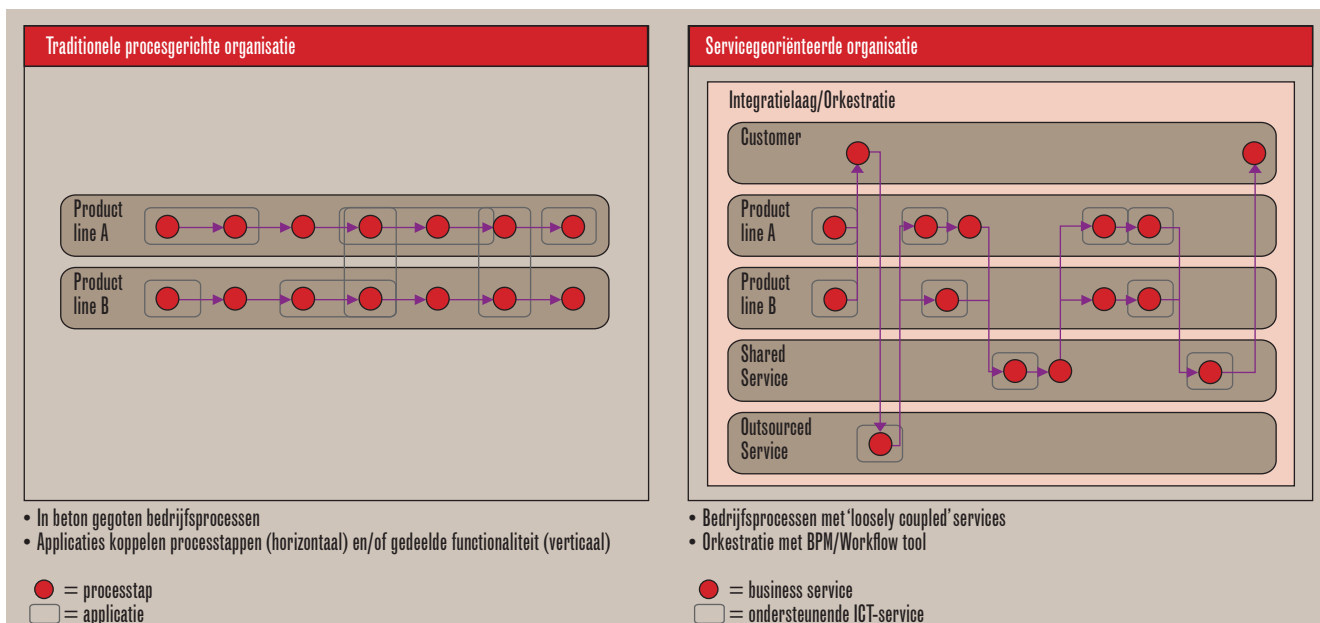 Traditionele procesgerichte organisatie
Product
line A
Product
line B
• In beton gegoten bedrijfsprocessen
• Applicaties koppelen processtappen (horizontaal) en/of gedeelde functionaliteit (verticaal)
= processtap
= applicatie
Servicegeoriënteerde organisatie
Integratielaag/Orkestratie
Customer
Product
line A
Product
line B
Shared
Service
Outsourced
Service
• Bedrijfsprocessen met ‘loosely coupled’ services
• Orkestratie met BPM/Workflow tool
= business service
= ondersteunende ICT-service